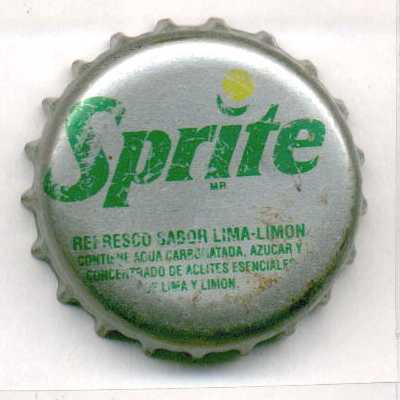 Sprite
MR
REFRESCO SABOR LIMA-LIMON
CONTIENE AGUA CARBONATADA, AZUCAR Y
CONCENTRADO DE ACEITES ESENCIALES
DE LIMA Y LIMON.